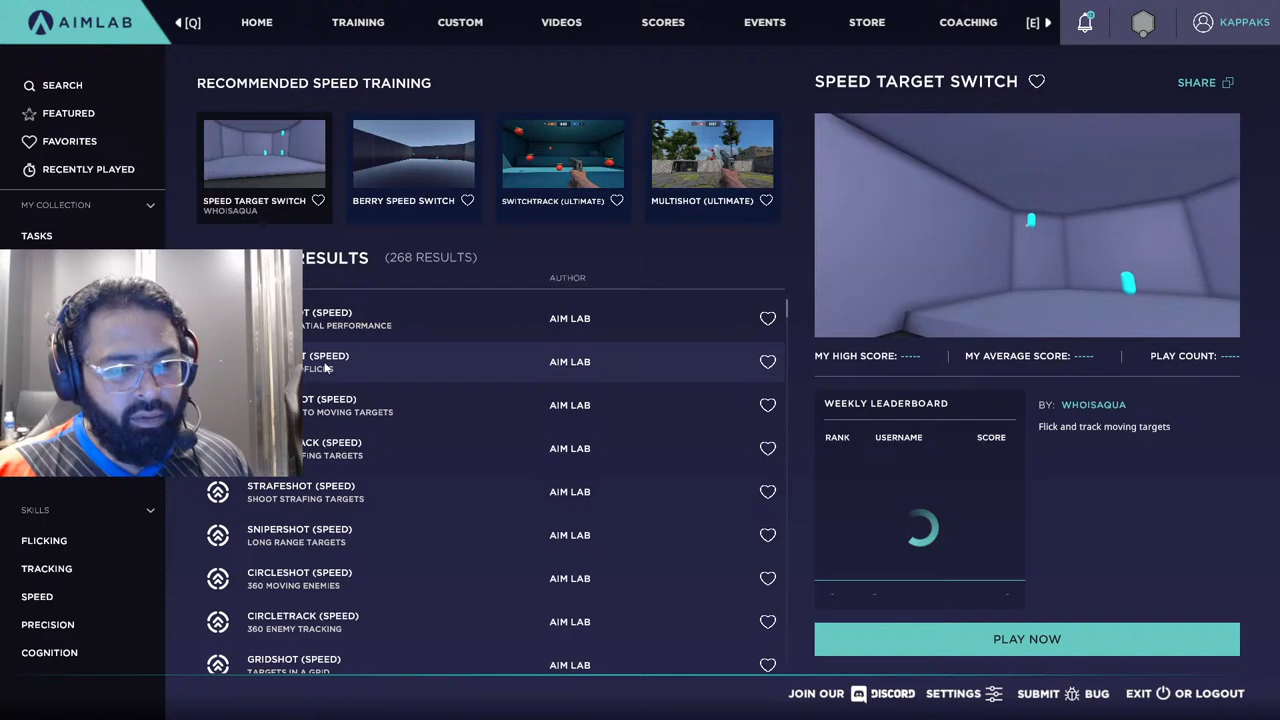 AIMLAB
[Q]
HOME
TRAINING
CUSTOM
VIDEOS
SCORES
EVENTS
STORE
COACHING
[E]
KAPPAKS
SEARCH
FEATURED
FAVORITES
RECENTLY PLAYED
MY COLLECTION
TASKS
SKILLS
FLICKING
TRACKING
SPEED
PRECISION
COGNITION
RECOMMENDED SPEED TRAINING
SPEED TARGET SWITCH
WHOISAQUA
BERRY SPEED SWITCH
SWITCHTRACK (ULTIMATE)
MULTISHOT (ULTIMATE)
RESULTS (268 RESULTS)
AUTHOR
(SPEED)
PERFORMANCE
AIM LAB
(SPEED)
FLICKS
AIM LAB
(SPEED)
TO MOVING TARGETS
AIM LAB
(SPEED)
TARGETS
AIM LAB
STRAFESHOT (SPEED)
SHOOT STRAFING TARGETS
AIM LAB
SNIPERSHOT (SPEED)
LONG RANGE TARGETS
AIM LAB
CIRCLESHOT (SPEED)
360 MOVING ENEMIES
AIM LAB
CIRCLETRACK (SPEED)
360 ENEMY TRACKING
AIM LAB
GRIDSHOT (SPEED)
TARGETS IN A GRID
AIM LAB
SPEED TARGET SWITCH
SHARE
MY HIGH SCORE: -----
MY AVERAGE SCORE: -----
PLAY COUNT: -----
WEEKLY LEADERBOARD
RANK USERNAME SCORE
- - -
BY: WHOISAQUA
Flick and track moving targets
PLAY NOW
JOIN OUR DISCORD
SETTINGS
SUBMIT BUG
EXIT OR LOGOUT